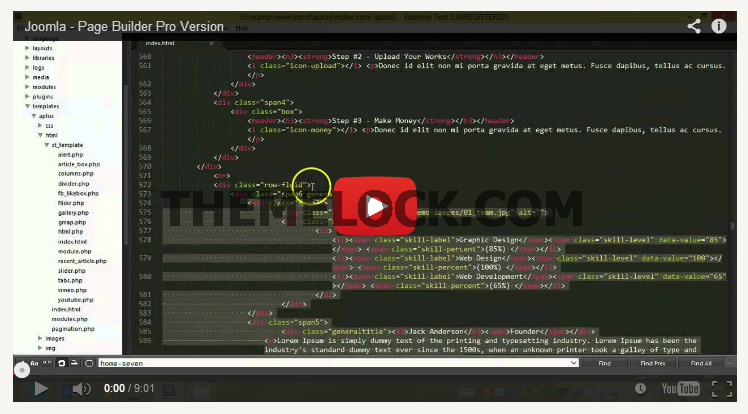 Joomla - Page Builder Pro Version
D:\wamp\www\html\aplus\index.html (aplus) - Sublime Text (UNREGISTERED)
Help
index.html
language
layouts
libraries
logs
media
modules
plugins
templates
aplus
css
html
st_template
alert.php
article_box.php
columns.php
divider.php
fb_likebox.php
flickr.php
gallery.php
gmap.php
html.php
index.html
module.php
recent_article.php
slider.php
tabs.php
vimeo.php
youtube.php
index.html
modules.php
pagination.php
images
img
560 <header><h3><strong>Step #2 - Upload Your Works</strong></h3></header>
561 <i class="icon-upload"></i> <p>Donec id elit non mi porta gravida at eget metus. Fusce dapibus, tellus ac cursus.
</p>
562 </div>
563 </div>
564 <div class="span4">
565 <div class="box">
566 <header><h3><strong>Step #3 - Make Money</strong></h3></header>
567 <i class="icon-money"></i> <p>Donec id elit non mi porta gravida at eget metus. Fusce dapibus, tellus ac cursus.
</p>
568 </div>
569 </div>
570 </div>
571 <br>
572 <div class="row-fluid">
573 <div class="span6 genera
574 <div class="span
575 <div class=" emo-images/01_team.jpg" alt="">
576
577 <ul>
578 <li><span class="skill-label">Graphic Design</span><span class="skill-level" data-value="85">
</span> <span class="skill-percent">(85%) </span></li>
579 <li><span class="skill-label">Web Design</span><span class="skill-level" data-value="100"></
span> <span class="skill-percent">(100%) </span></li>
580 <li><span class="skill-label">Web Development</span><span class="skill-level" data-value="65"
></span> <span class="skill-percent">(65%) </span></li>
581 </ul>
582 </div>
583 </div>
584 <div class="span5">
585 <div class="generaltitle"><h3>Jack Anderson</h3><span>Founder</span></div>
586 <p>Lorem Ipsum is simply dummy text of the printing and typesetting industry. Lorem Ipsum has been the
industry's standard dummy text ever since the 1500s, when an unknown printer took a galley of type and
THEMELOCK.COM
Aa
home-seven
Find
Find Prev
Find All
0:00 / 9:01
YouTube